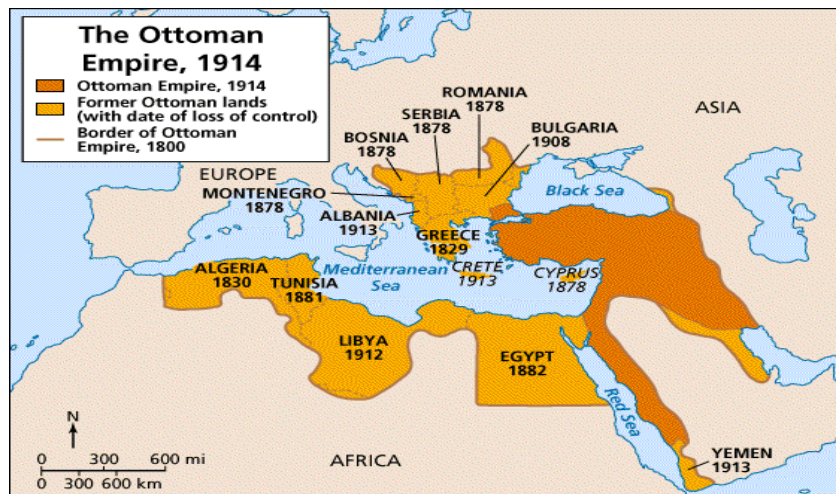 The Ottoman
Empire, 1914
Ottoman Empire, 1914
Former Ottoman lands
(with date of loss of control)
Border of Ottoman
Empire, 1800
ROMANIA
1878
ASIA
SERBIA
1878
BULGARIA
1908
BOSNIA
1878
EUROPE
Black Sea
MONTENEGRO
1878
ALBANIA
1913
GREECE
1829
ALGERIA
1830
TUNISIA
1881
Mediterranean
Sea
CRETE
1913
CYPRUS
1878
LIBYA
1912
EGYPT
1882
Red Sea
N
0 300 600 mi
0 300 600 km
AFRICA
YEMEN
1913